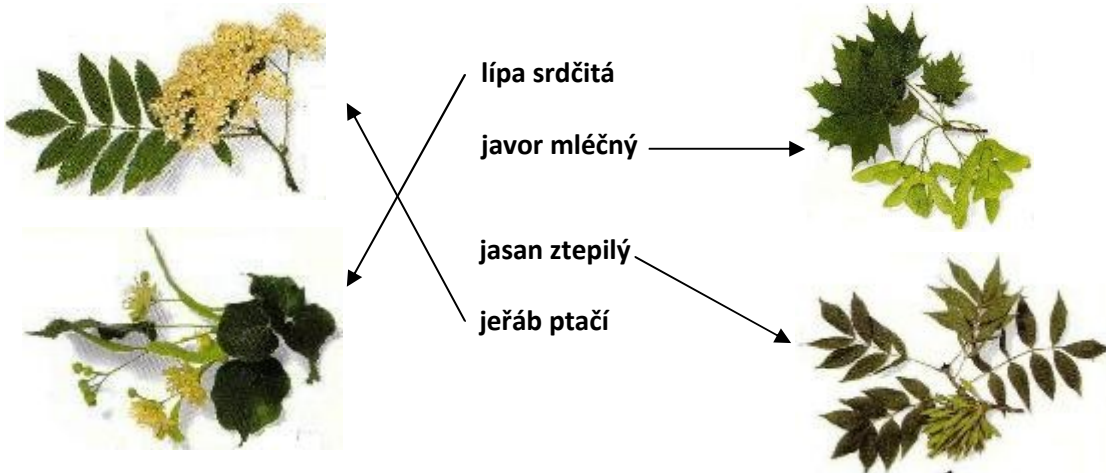 lípa srdčitá
javor mléčný
jasan ztepilý
jeřáb ptačí